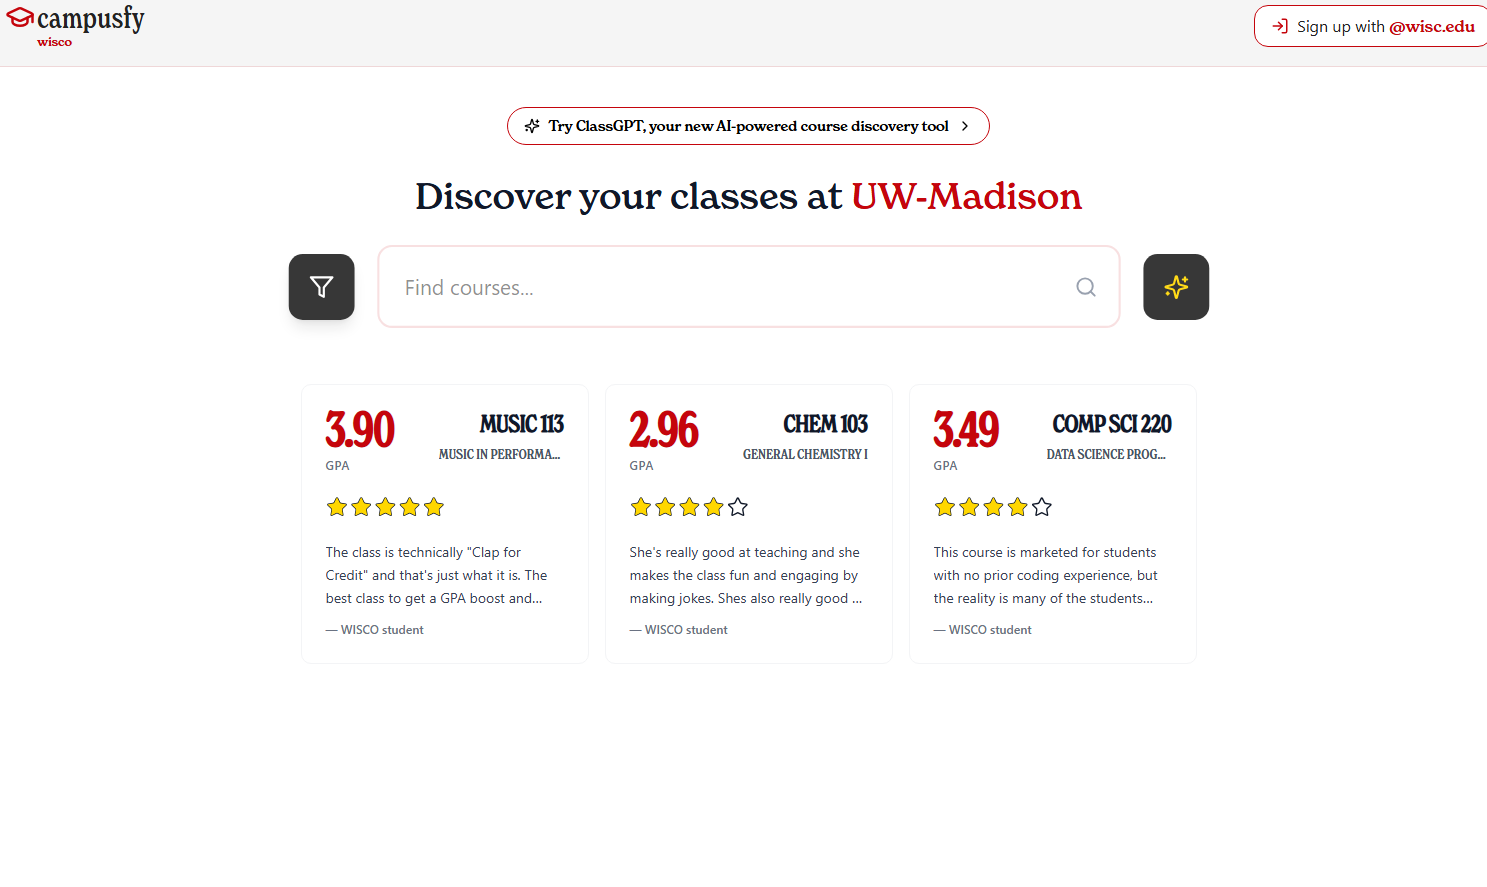 campusfy
wisco
Sign up with @wisc.edu
Try ClassGPT, your new AI-powered course discovery tool
Discover your classes at UW-Madison
Find courses...
3.90
GPA
MUSIC 113
MUSIC IN PERFORMA...
The class is technically "Clap for
Credit" and that's just what it is. The
best class to get a GPA boost and...
— WISCO student
2.96
GPA
CHEM 103
GENERAL CHEMISTRY I
She's really good at teaching and she
makes the class fun and engaging by
making jokes. Shes also really good ...
— WISCO student
3.49
GPA
COMP SCI 220
DATA SCIENCE PROG...
This course is marketed for students
with no prior coding experience, but
the reality is many of the students...
— WISCO student